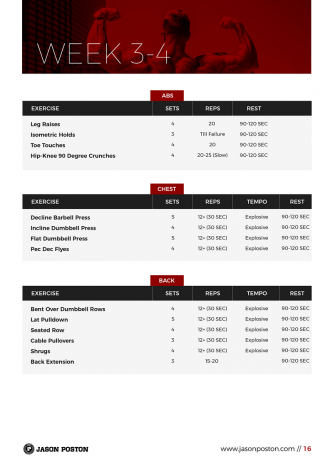 WEEK 3-4
ABS
EXERCISE SETS REPS REST
Leg Raises 4 20 90-120 SEC
Isometric Holds 3 Till Failure 90-120 SEC
Toe Touches 4 20 90-120 SEC
Hip-Knee 90 Degree Crunches 4 20-25 (Slow) 90-120 SEC
CHEST
EXERCISE SETS REPS TEMPO REST
Decline Barbell Press 5 12+ (30 SEC) Explosive 90-120 SEC
Incline Dumbbell Press 4 12+ (30 SEC) Explosive 90-120 SEC
Flat Dumbbell Press 5 12+ (30 SEC) Explosive 90-120 SEC
Pec Dec Flyes 4 12+ (30 SEC) Explosive 90-120 SEC
BACK
EXERCISE SETS REPS TEMPO REST
Bent Over Dumbbell Rows 4 12+ (30 SEC) Explosive 90-120 SEC
Lat Pulldown 5 12+ (30 SEC) Explosive 90-120 SEC
Seated Row 4 12+ (30 SEC) Explosive 90-120 SEC
Cable Pullovers 3 12+ (30 SEC) Explosive 90-120 SEC
Shrugs 4 12+ (30 SEC) Explosive 90-120 SEC
Back Extension 3 15-20 90-120 SEC
JASON POSTON www.jasonposton.com // 16